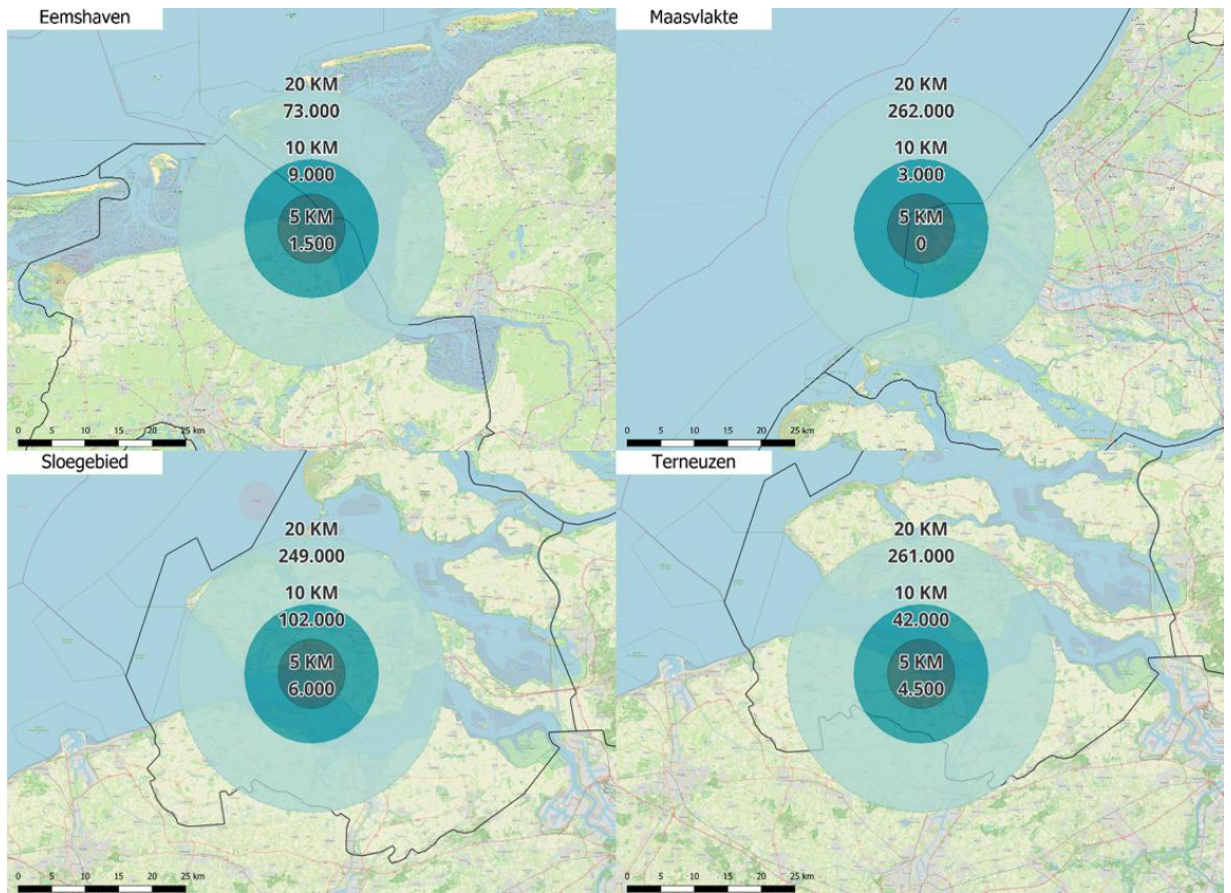 Eemshaven
20 KM
73.000
10 KM
9.000
5 KM
1.500
0 5 10 15 20 25 km
Maasvlakte
20 KM
262.000
10 KM
3.000
5 KM
0
0 5 10 15 20 25 km
Sloegebied
20 KM
249.000
10 KM
102.000
5 KM
6.000
0 5 10 15 20 25 km
Terneuzen
20 KM
261.000
10 KM
42.000
5 KM
4.500
0 5 10 15 20 25 km